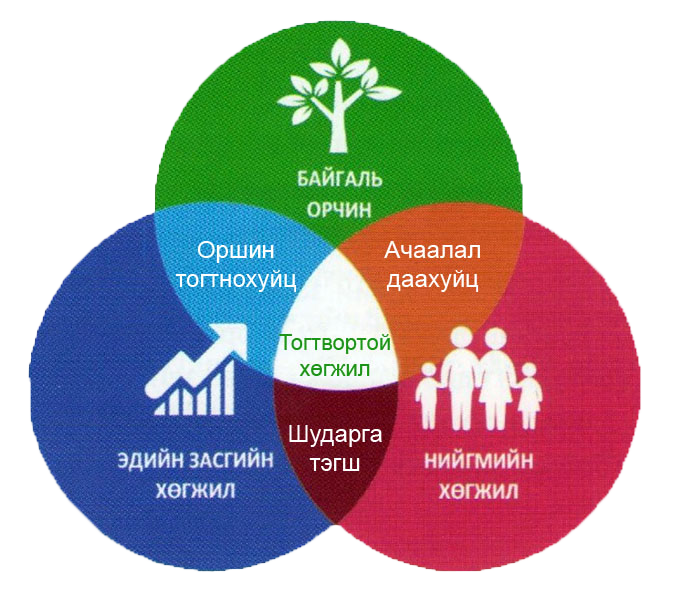 БАЙГАЛЬ
ОРЧИН
Оршин
тогтнохуйц
Ачаалал
даахуйц
Тогтвортой
хөгжил
Шударга
тэгш
ЭДИЙН ЗАСГИЙН
ХӨГЖИЛ
НИЙГМИЙН
ХӨГЖИЛ